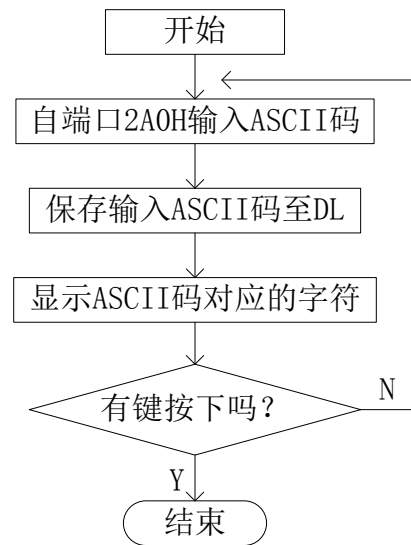 开始
自端口2A0H输入ASCII码
保存输入ASCII码至DL
显示ASCII码对应的字符
有键按下吗?
N
Y
结束